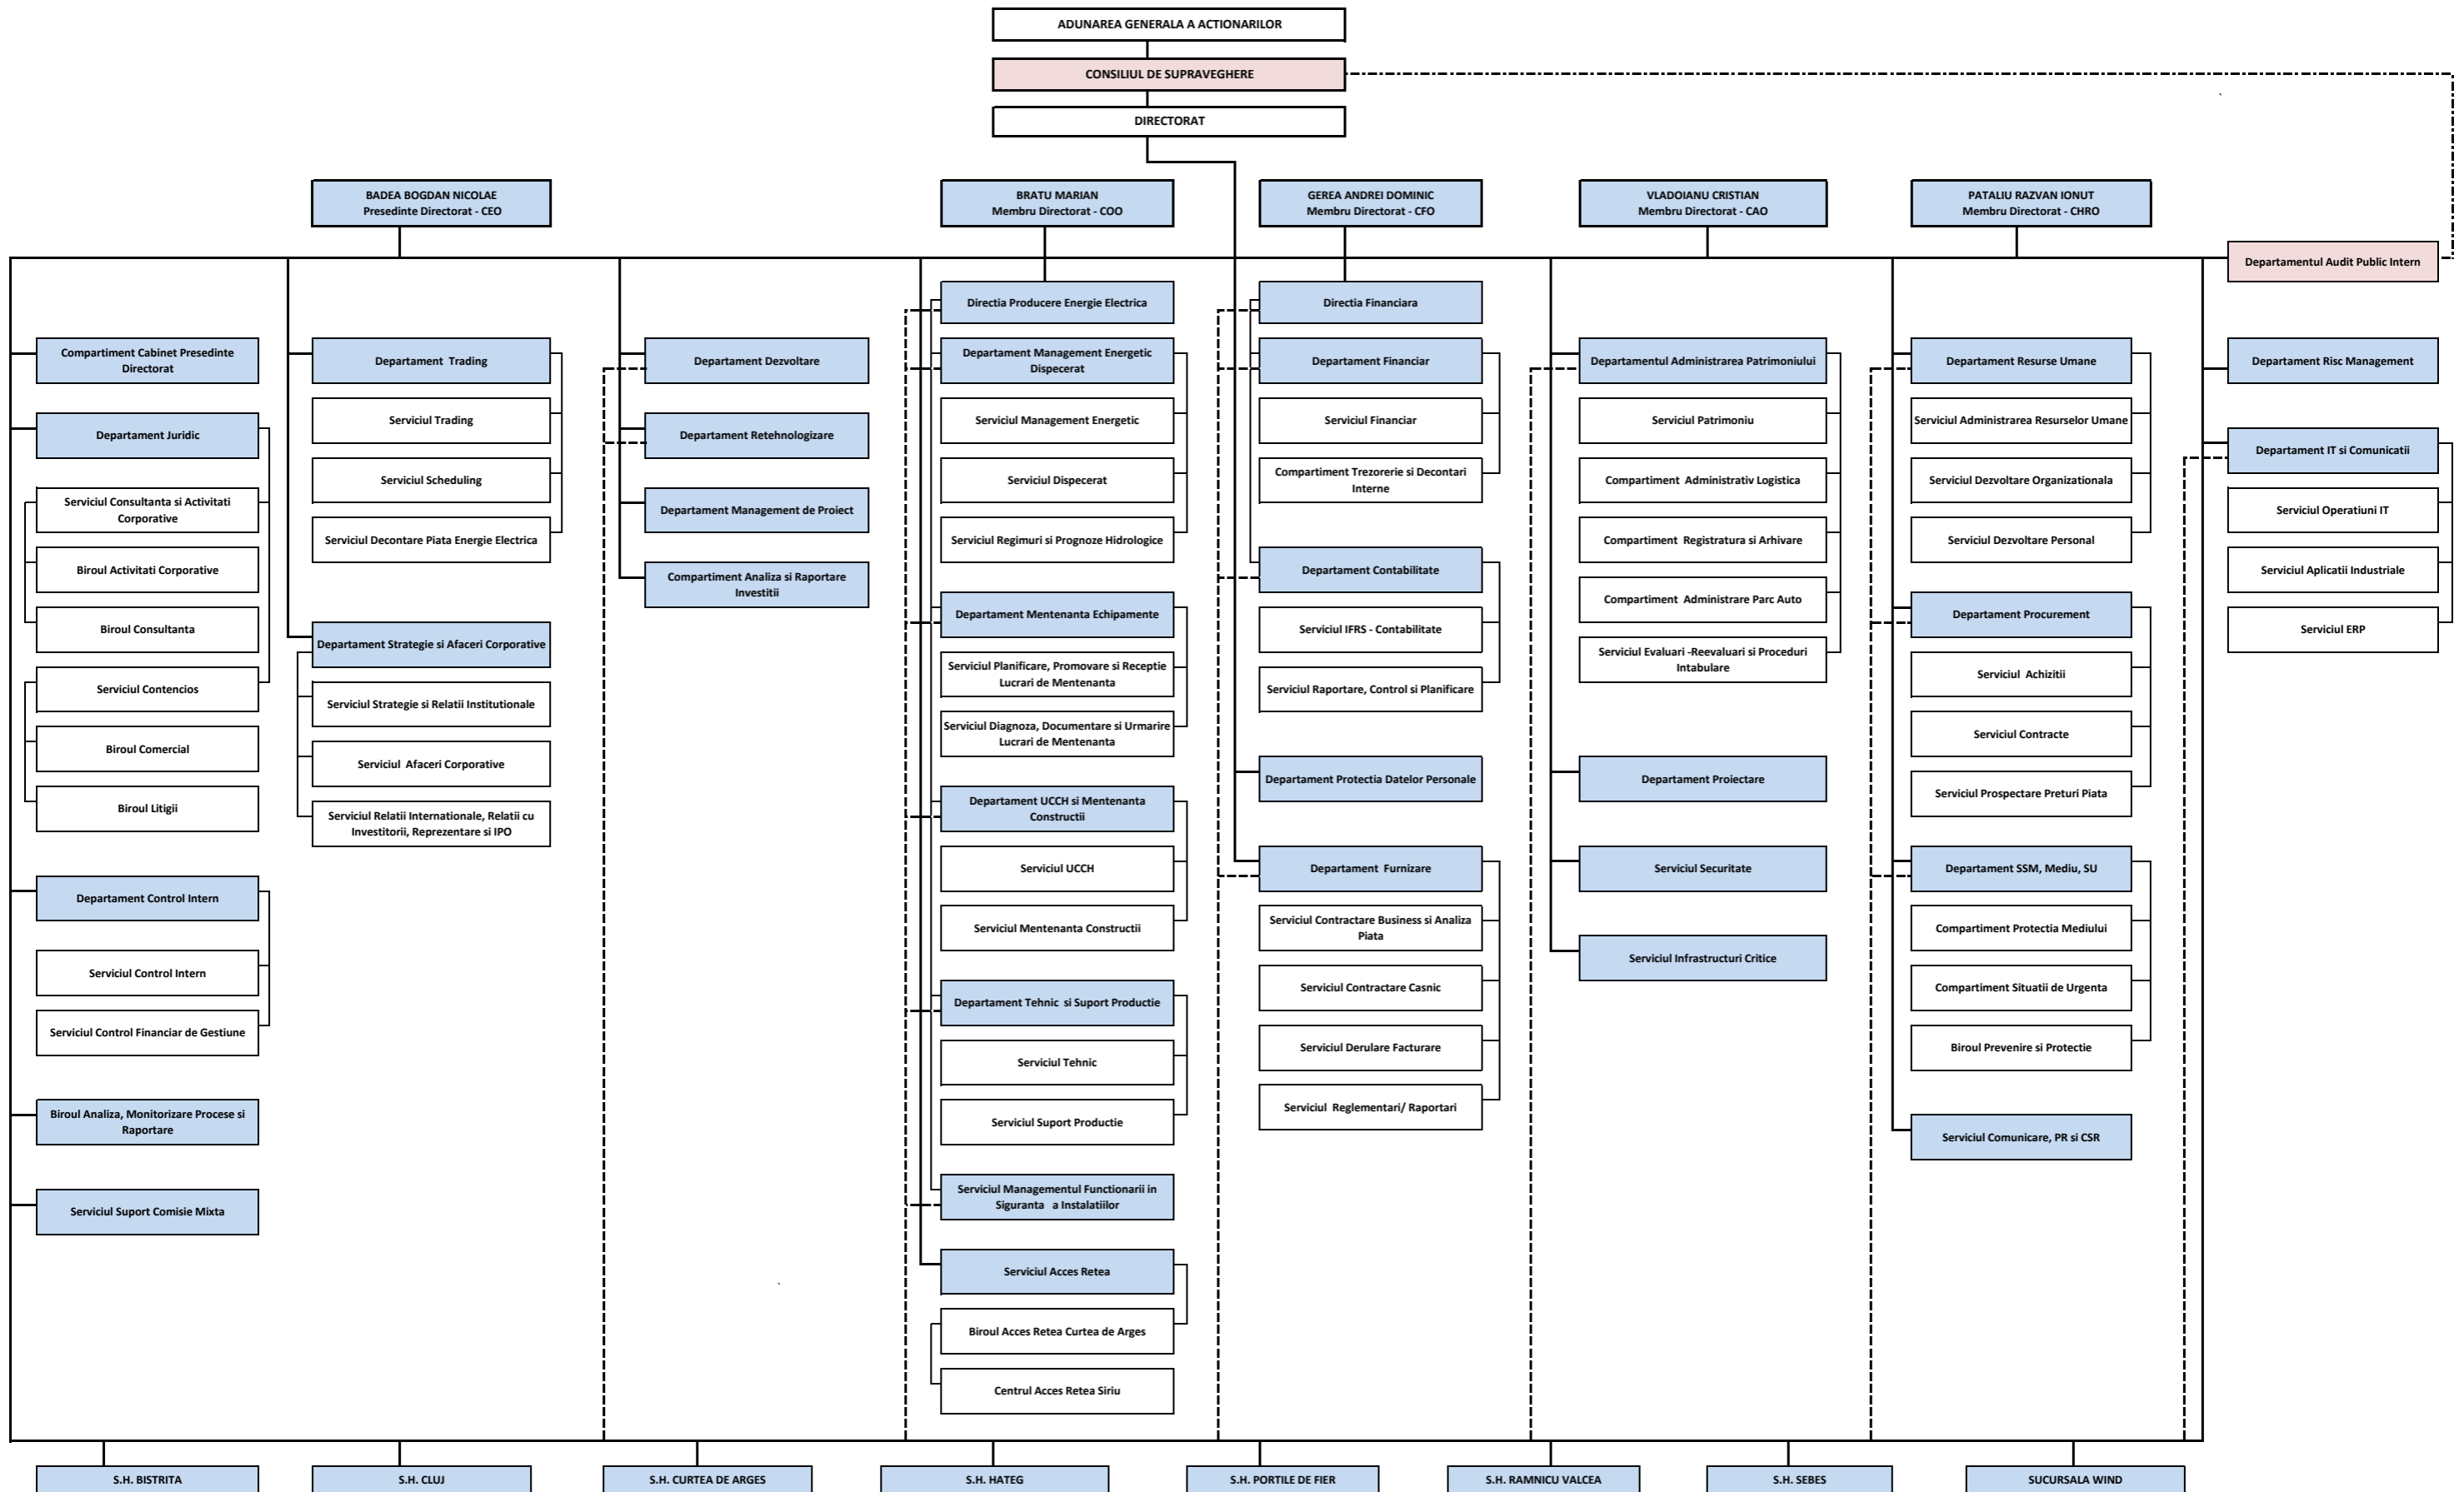 ADUNAREA GENERALA A ACTIONARILOR
CONSILIUL DE SUPRAVEGHERE
DIRECTORAT
BADEA BOGDAN NICOLAE
Presedinte Directorat - CEO
BRATU MARIAN
Membru Directorat - COO
GEREA ANDREI DOMINIC
Membru Directorat - CFO
VLADOIANU CRISTIAN
Membru Directorat - CAO
PATALIU RAZVAN IONUT
Membru Directorat - CHRO
Departamentul Audit Public Intern
Compartiment Cabinet Presedinte
Directorat
Departament Juridic
Serviciul Consultanta si Activitati
Corporative
Biroul Activitati Corporative
Biroul Consultanta
Serviciul Contencios
Biroul Comercial
Biroul Litigii
Departament Control Intern
Serviciul Control Intern
Serviciul Control Financiar de Gestiune
Biroul Analiza, Monitorizare Procese si
Raportare
Serviciul Suport Comisie Mixta
Departament Trading
Serviciul Trading
Serviciul Scheduling
Serviciul Decontare Piata Energie Electrica
Departament Strategie si Afaceri Corporative
Serviciul Strategie si Relatii Institutionale
Serviciul Afaceri Corporative
Serviciul Relatii Internationale, Relatii cu
Investitorii, Reprezentare si IPO
Departament Dezvoltare
Departament Retehnologizare
Departament Management de Proiect
Compartiment Analiza si Raportare
Investitii
Directia Producere Energie Electrica
Departament Management Energetic
Dispecerat
Serviciul Management Energetic
Serviciul Dispecerat
Serviciul Regimuri si Prognoze Hidrologice
Departament Mentenanta Echipamente
Serviciul Planificare, Promovare si Receptie
Lucrari de Mentenanta
Serviciul Diagnoza, Documentare si Urmarire
Lucrari de Mentenanta
Departament UCCH si Mentenanta
Constructii
Serviciul UCCH
Serviciul Mentenanta Constructii
Departament Tehnic si Suport Productie
Serviciul Tehnic
Serviciul Suport Productie
Serviciul Managementul Functionarii in
Siguranta a Instalatiilor
Serviciul Acces Retea
Biroul Acces Retea Curtea de Arges
Centrul Acces Retea Siriu
Directia Financiara
Departament Financiar
Serviciul Financiar
Compartiment Trezorerie si Decontari
Interne
Departament Contabilitate
Serviciul IFRS - Contabilitate
Serviciul Raportare, Control si Planificare
Departament Protectia Datelor Personale
Departament Furnizare
Serviciul Contractare Business si Analiza
Piata
Serviciul Contractare Casnic
Serviciul Derulare Facturare
Serviciul Reglementari/ Raportari
Departamentul Administrarea Patrimoniului
Serviciul Patrimoniu
Compartiment Administrativ Logistica
Compartiment Registratura si Arhivare
Compartiment Administrare Parc Auto
Serviciul Evaluari -Reevaluari si Proceduri
Intabulare
Departament Proiectare
Serviciul Securitate
Serviciul Infrastructuri Critice
Departament Resurse Umane
Serviciul Administrarea Resurselor Umane
Serviciul Dezvoltare Organizationala
Serviciul Dezvoltare Personal
Departament Procurement
Serviciul Achizitii
Serviciul Contracte
Serviciul Prospectare Preturi Piata
Departament SSM, Mediu, SU
Compartiment Protectia Mediului
Compartiment Situatii de Urgenta
Biroul Prevenire si Protectie
Serviciul Comunicare, PR si CSR
Departament Risc Management
Departament IT si Comunicatii
Serviciul Operatiuni IT
Serviciul Aplicatii Industriale
Serviciul ERP
S.H. BISTRITA
S.H. CLUJ
S.H. CURTEA DE ARGES
S.H. HATEG
S.H. PORTILE DE FIER
S.H. RAMNICU VALCEA
S.H. SEBES
SUCURSALA WIND